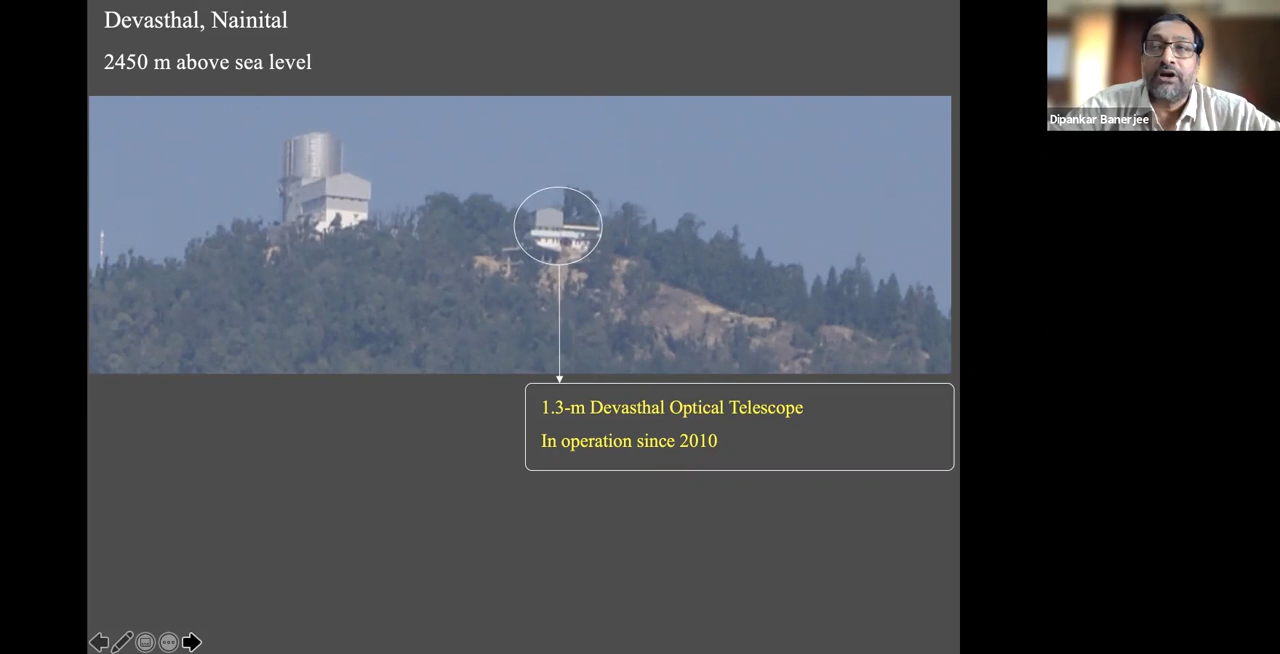 Devasthal, Nainital
2450 m above sea level
Dipankar Banerjee
1.3-m Devasthal Optical Telescope
In operation since 2010